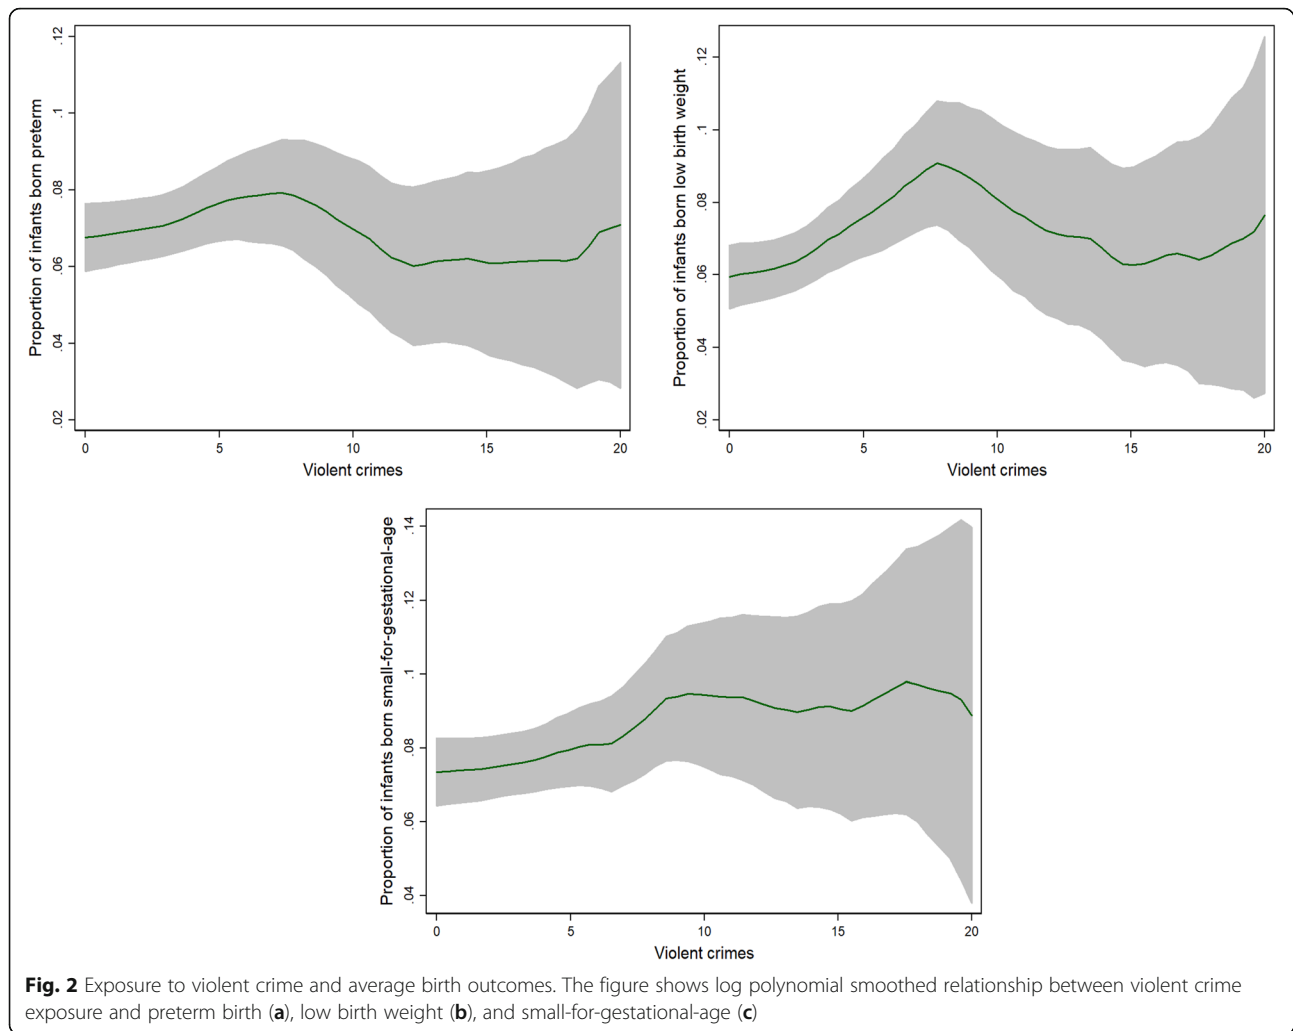 .12
.1
.08
.06
.04
.02
Proportion of infants born preterm
0 5 10 15 20
Violent crimes
.12
.1
.08
.06
.04
.02
Proportion of infants born low birth weight
0 5 10 15 20
Violent crimes
.14
.12
.1
.08
.06
.04
Proportion of infants born small-for-gestational-age
0 5 10 15 20
Violent crimes
Fig. 2 Exposure to violent crime and average birth outcomes. The figure shows log polynomial smoothed relationship between violent crime
exposure and preterm birth (a), low birth weight (b), and small-for-gestational-age (c)